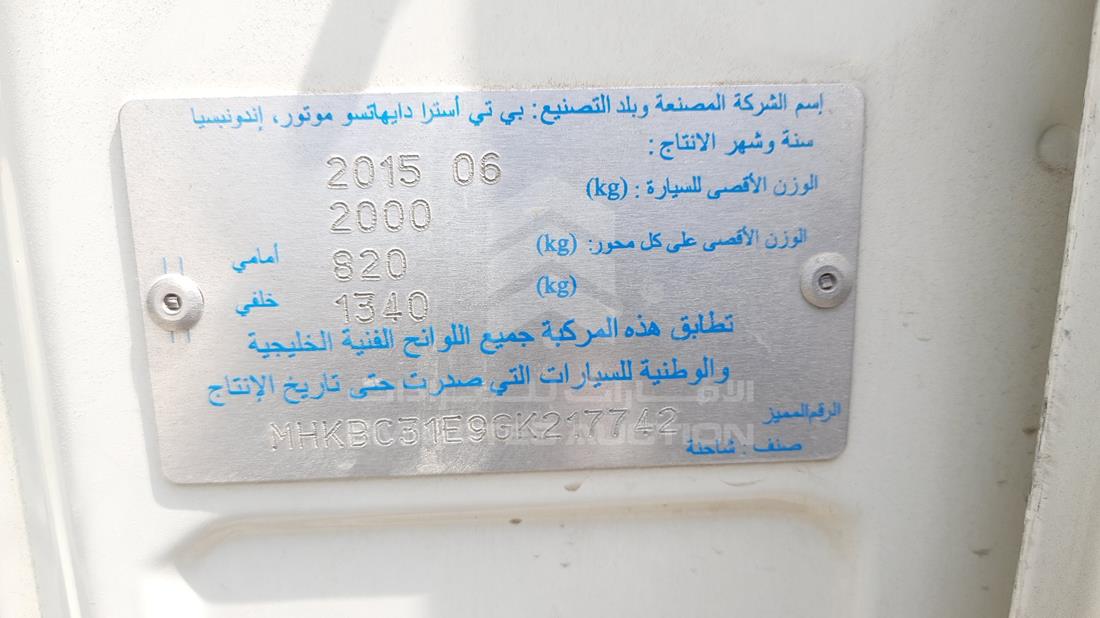 إسم الشركة المصنعة وبلد التصنيع: بي تي أسترا دايهاتسو موتور، إندونيسيا
سنة وشهر الانتاج:
2015 06
الوزن الأقصى للسيارة: (kg)
2000
الوزن الأقصى على كل محور: (kg)
أمامي 820
(kg)
خلفي 1340
تطابق هذه المركبة جميع اللوائح الفنية الخليجية
والوطنية للسيارات التي صدرت حتى تاريخ الإنتاج
الرقم المميز MHKBC31E9GK217742
صنف: شاحنة
AUCTION